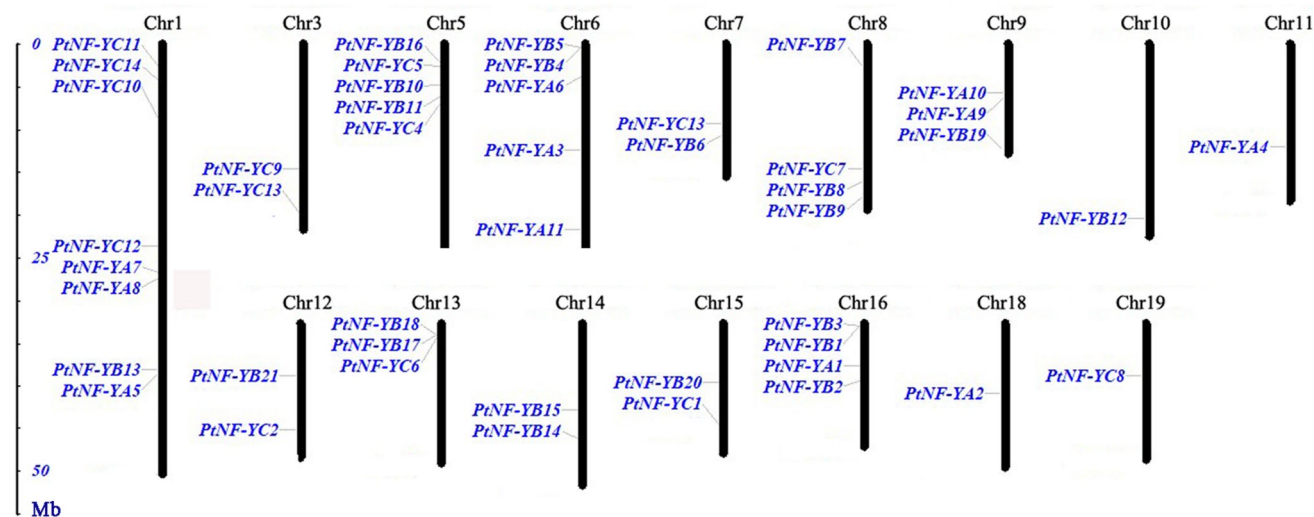 Chr1
Chr3
Chr5
Chr6
Chr7
Chr8
Chr9
Chr10
Chr11
0
25
50
Mb
PtNF-YC11
PtNF-YC14
PtNF-YC10
PtNF-YC12
PtNF-YA7
PtNF-YA8
PtNF-YB13
PtNF-YA5
PtNF-YC9
PtNF-YC13
PtNF-YB16
PtNF-YC5
PtNF-YB10
PtNF-YB11
PtNF-YC4
PtNF-YB5
PtNF-YB4
PtNF-YA6
PtNF-YA3
PtNF-YA11
PtNF-YC13
PtNF-YB6
PtNF-YB7
PtNF-YC7
PtNF-YB8
PtNF-YB9
PtNF-YA10
PtNF-YA9
PtNF-YB19
PtNF-YB12
PtNF-YA4
Chr12
Chr13
Chr14
Chr15
Chr16
Chr18
Chr19
PtNF-YB21
PtNF-YC2
PtNF-YB18
PtNF-YB17
PtNF-YC6
PtNF-YB15
PtNF-YB14
PtNF-YB20
PtNF-YC1
PtNF-YB3
PtNF-YB1
PtNF-YA1
PtNF-YB2
PtNF-YA2
PtNF-YC8